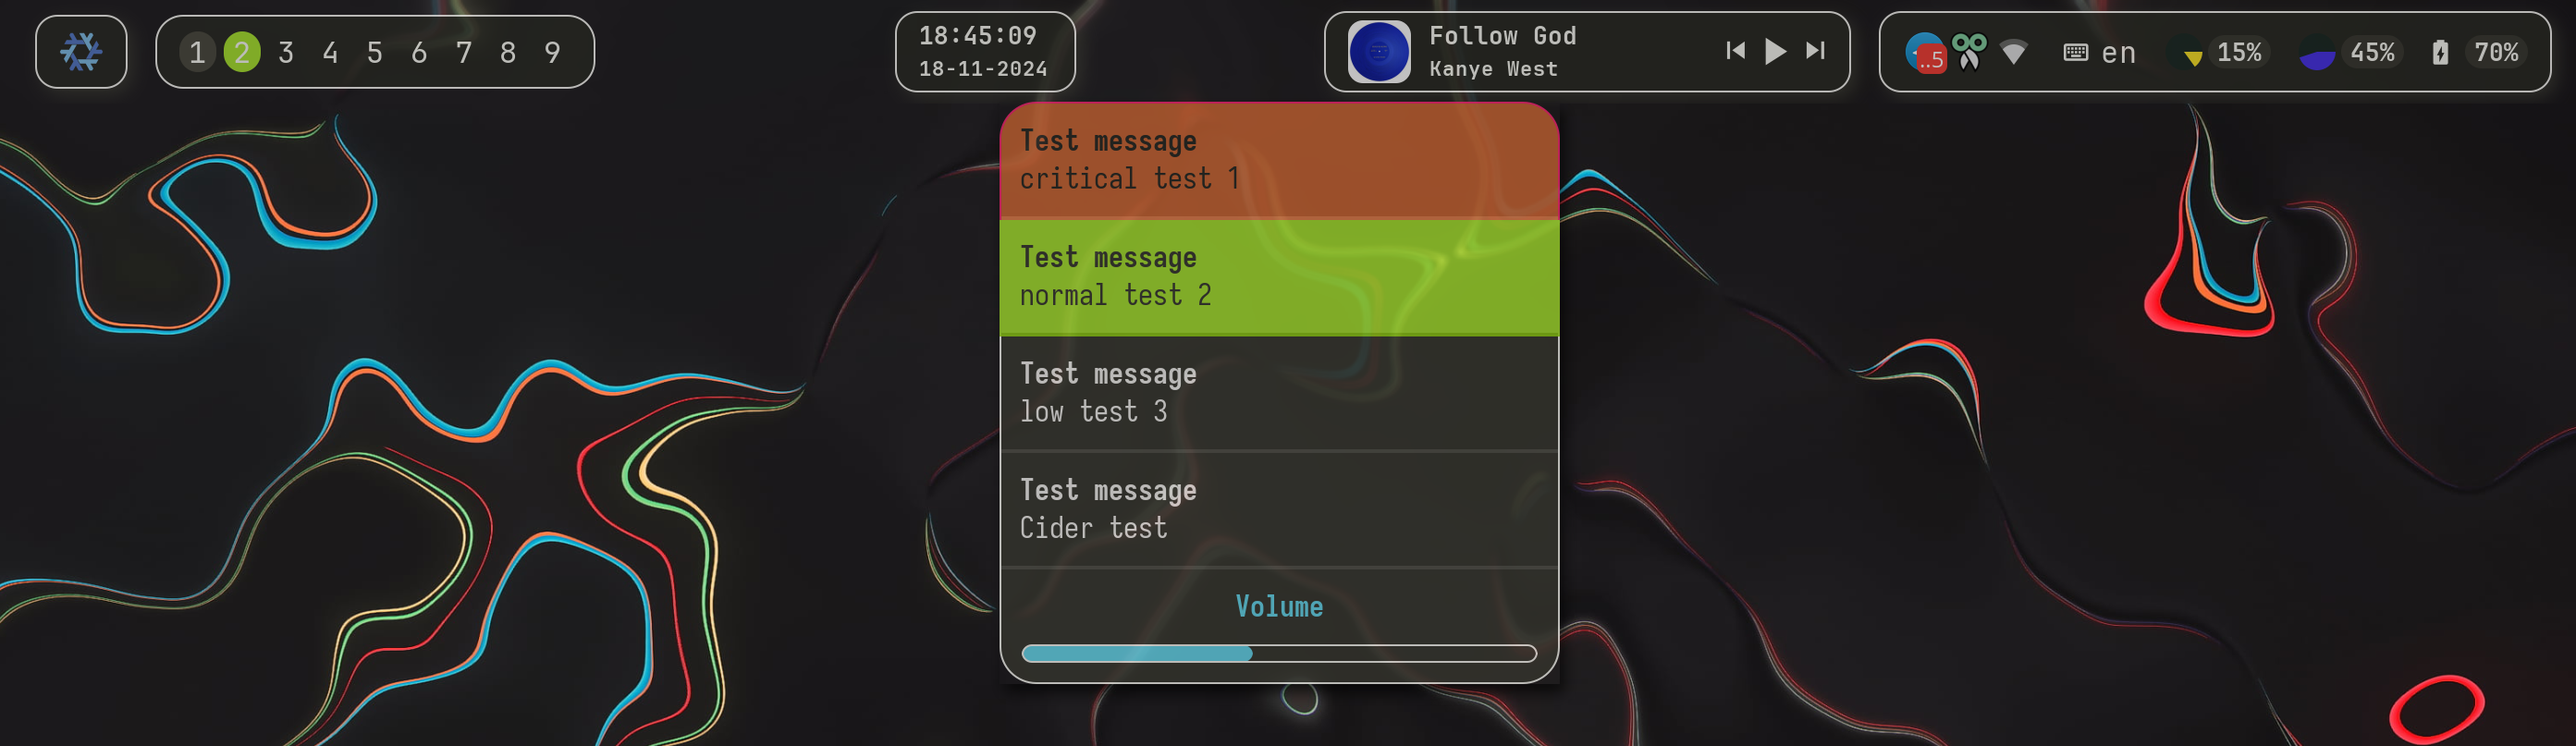 1 2 3 4 5 6 7 8 9
18:45:09
18-11-2024
Follow God
Kanye West
..5
en
15%
45%
70%
Test message
critical test 1
Test message
normal test 2
Test message
low test 3
Test message
Cider test
Volume